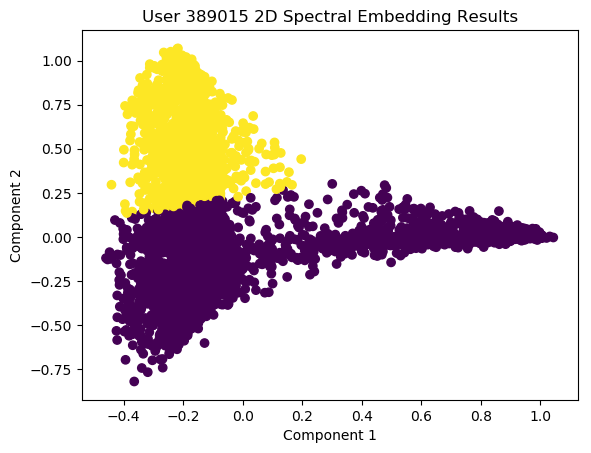 User 389015 2D Spectral Embedding Results
1.00
0.75
0.50
0.25
0.00
−0.25
−0.50
−0.75
Component 2
−0.4 −0.2 0.0 0.2 0.4 0.6 0.8 1.0
Component 1